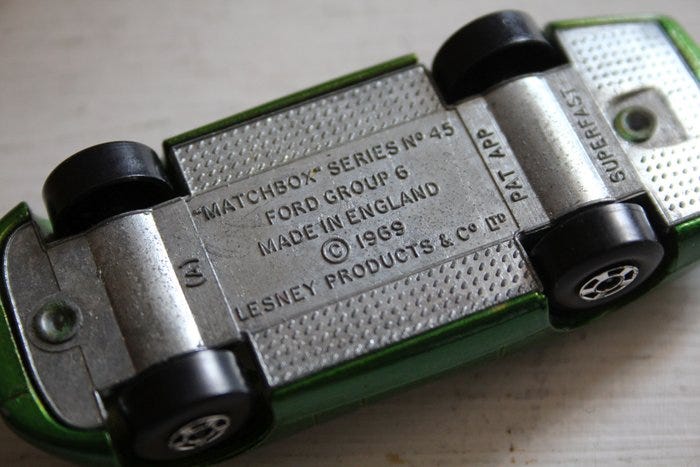 "MATCHBOX" SERIES Nº 45
FORD GROUP 6
MADE IN ENGLAND
© 1969
LESNEY PRODUCTS & Cº Lᵀᴰ
PAT APP
SUPERFAST
(A)